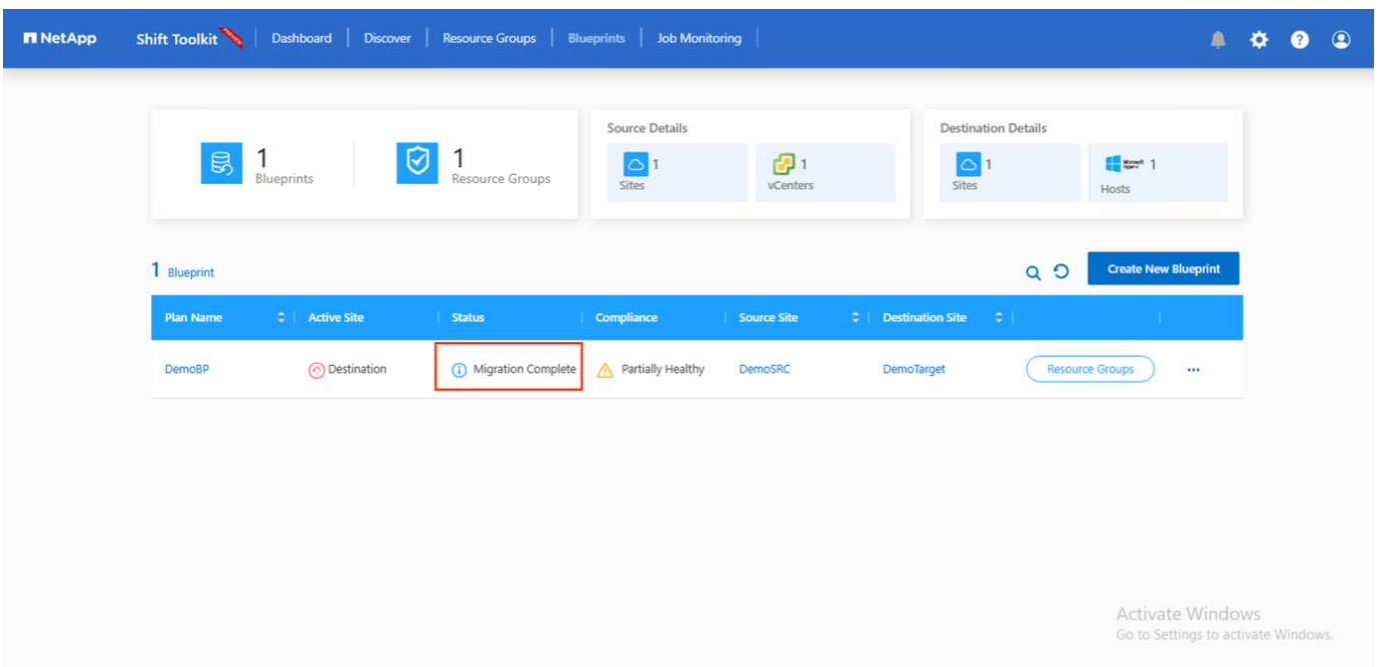 NetApp Shift Toolkit Dashboard Discover Resource Groups Blueprints Job Monitoring
Source Details Destination Details
1 Blueprints 1 Resource Groups 1 Sites 1 vCenters 1 Sites Microsoft 1 Hosts
1 Blueprint Create New Blueprint
Plan Name Active Site Status Compliance Source Site Destination Site
DemoBP Destination Migration Complete Partially Healthy DemoSRC DemoTarget Resource Groups ...
Activate Windows
Go to Settings to activate Windows.